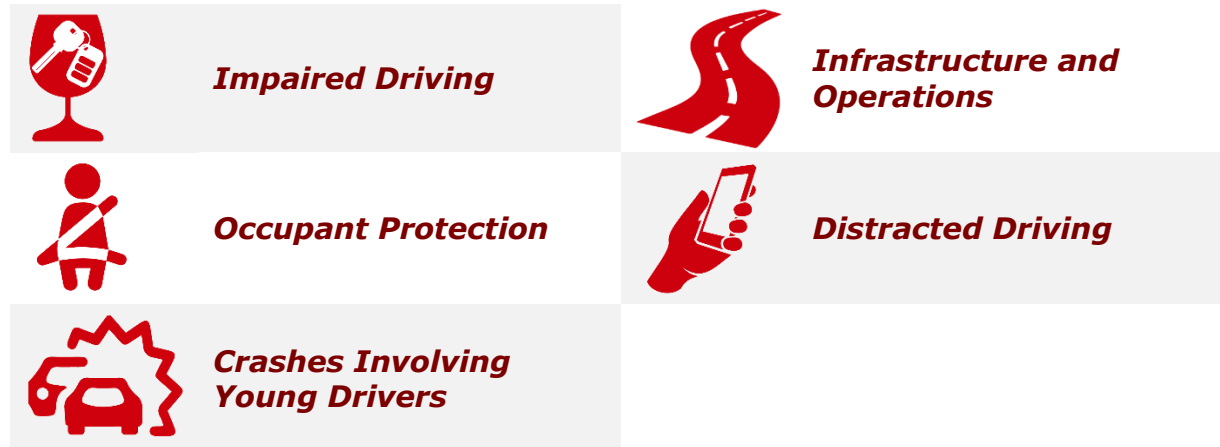 Impaired Driving
Infrastructure and
Operations
Occupant Protection
Distracted Driving
Crashes Involving
Young Drivers